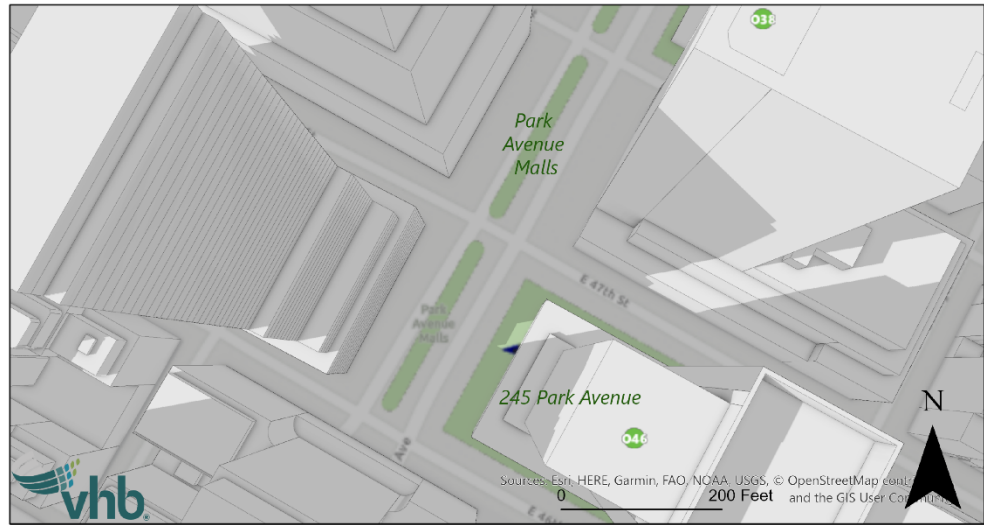 O38
Park
Avenue
Malls
E 47th St
Park
Avenue
Malls
245 Park Avenue
N
O46
Ave
vhb.
Sources: Esri, HERE, Garmin, FAO, NOAA, USGS, © OpenStreetMap
0 200 Feet and the GIS User
E